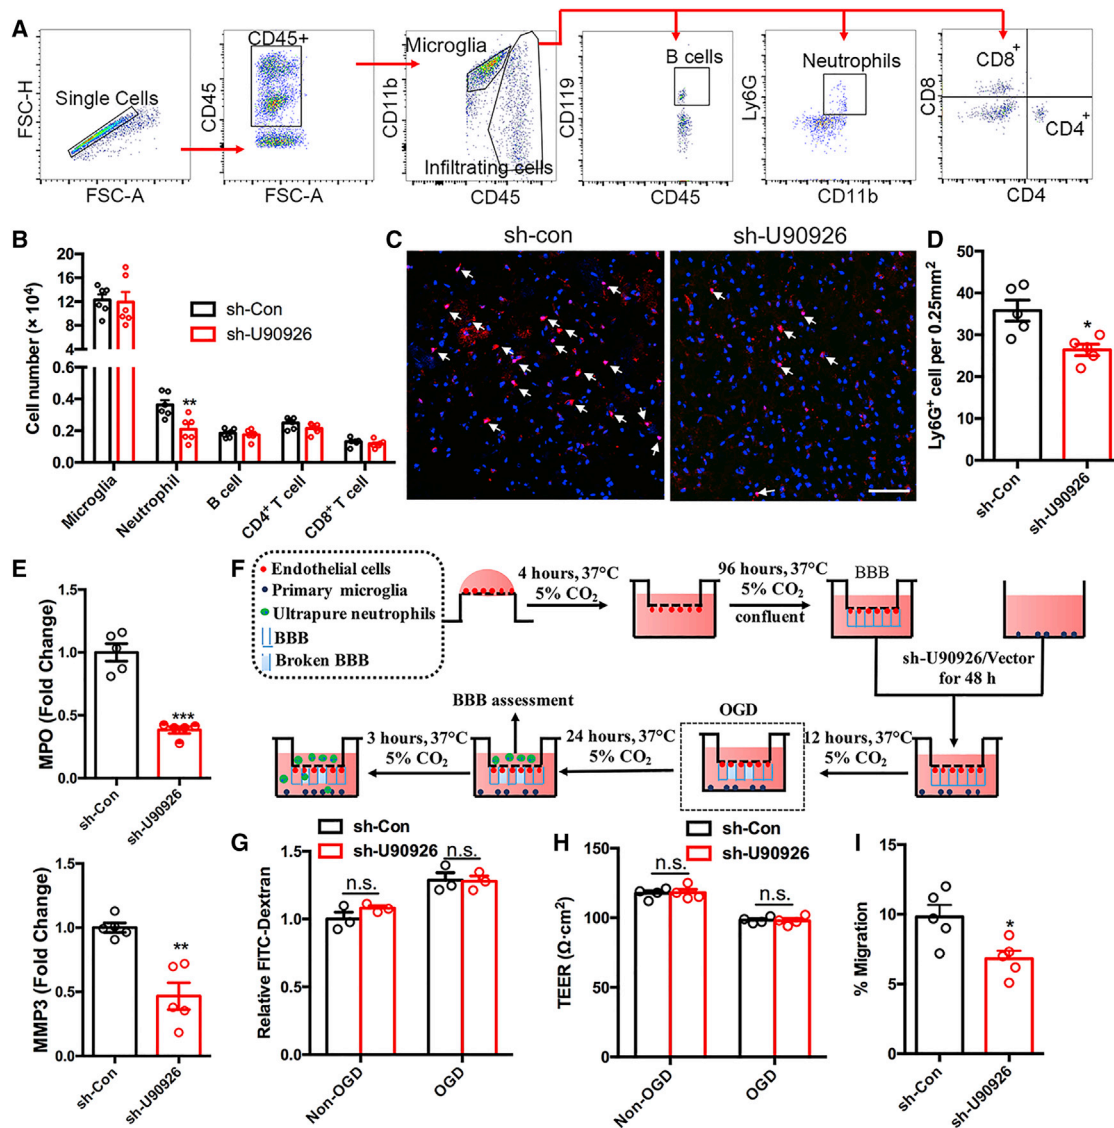 A
FSC-H
Single Cells
FSC-A
CD45
CD45+
FSC-A
CD11b
Microglia
Infiltrating cells
CD45
CD119
B cells
CD45
Ly6G
Neutrophils
CD11b
CD8
CD8+
CD4+
CD4
B
Cell number (× 10⁴)
20
16
12
8
4
0.6
0.4
0.2
0.0
sh-Con
sh-U90926
**
Microglia
Neutrophil
B cell
CD4+ T cell
CD8+ T cell
C
sh-con
sh-U90926
D
Ly6G+ cell per 0.25mm²
50
40
30
20
10
0
*
sh-Con
sh-U90926
E
MPO (Fold Change)
1.5
1.0
0.5
0.0
***
sh-Con
sh-U90926
MMP3 (Fold Change)
1.5
1.0
0.5
0.0
**
sh-Con
sh-U90926
F
Endothelial cells
Primary microglia
Ultrapure neutrophils
BBB
Broken BBB
4 hours, 37°C
5% CO₂
96 hours, 37°C
5% CO₂
confluent
BBB
sh-U90926/Vector
for 48 h
12 hours, 37°C
5% CO₂
OGD
24 hours, 37°C
5% CO₂
BBB assessment
3 hours, 37°C
5% CO₂
G
sh-Con
sh-U90926
Relative FITC-Dextran
1.5
1.0
0.5
0.0
n.s.
n.s.
Non-OGD
OGD
H
sh-Con
sh-U90926
TEER (Ω·cm²)
150
100
50
0
n.s.
n.s.
Non-OGD
OGD
I
% Migration
15
10
5
0
*
sh-Con
sh-U90926